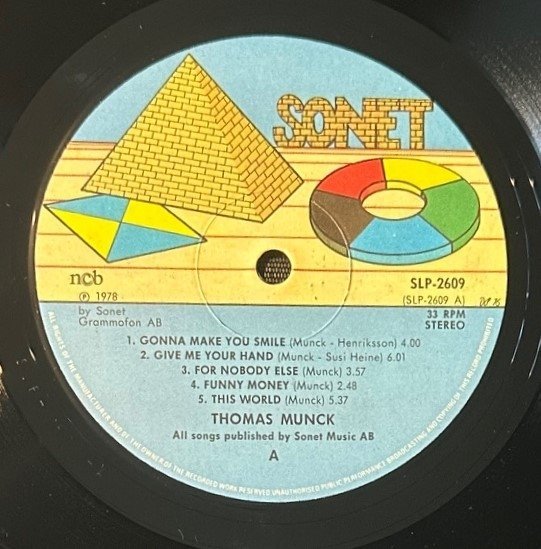 SONET
ncb
℗ 1978
by Sonet
Grammofon AB
SLP-2609
(SLP-2609 A)
33 RPM
STEREO
1. GONNA MAKE YOU SMILE (Munck - Henriksson) 4.00
2. GIVE ME YOUR HAND (Munck - Susi Heine) 6.01
3. FOR NOBODY ELSE (Munck) 3.57
4. FUNNY MONEY (Munck) 2.48
5. THIS WORLD (Munck) 5.37
THOMAS MUNCK
All songs published by Sonet Music AB
A
ALL RIGHTS OF THE MANUFACTURER AND OF THE OWNER OF THE RECORDED WORK RESERVED UNAUTHORISED PUBLIC PERFORMANCE BROADCASTING AND COPYING OF THIS RECORD PROHIBITED